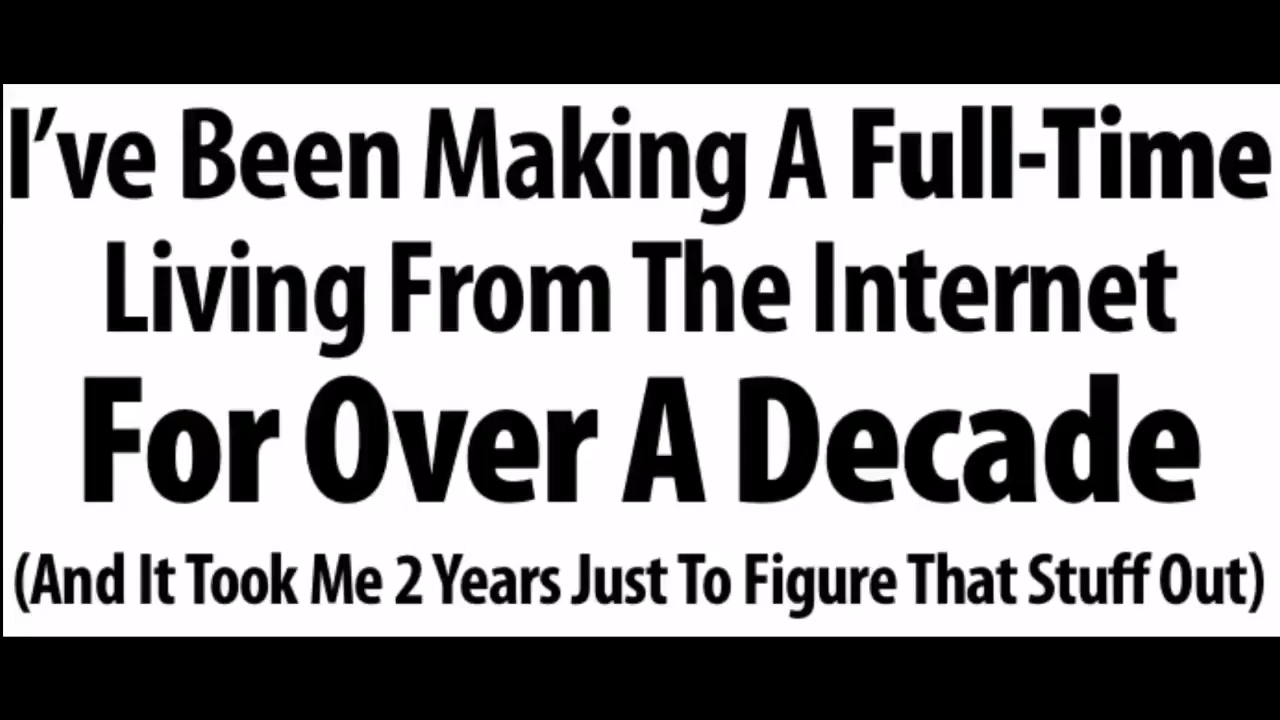 I've Been Making A Full-Time
Living From The Internet
For Over A Decade
(And It Took Me 2 Years Just To Figure That Stuff Out)